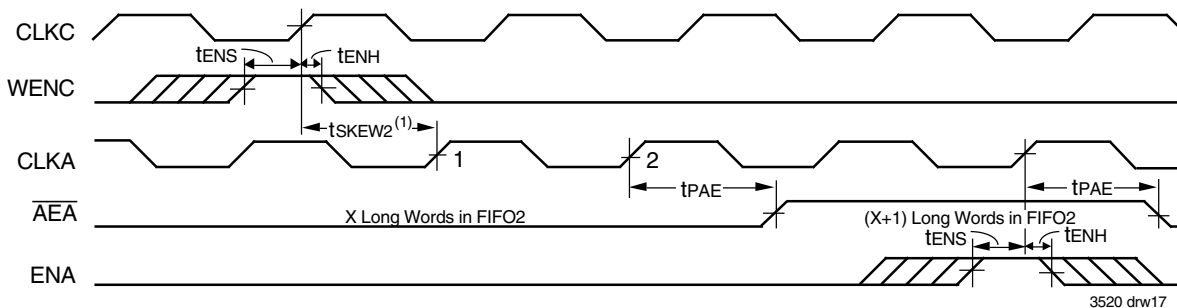 CLKC
tENS
tENH
WENC
tSKEW2(1)
CLKA
1
2
tPAE
tPAE
AEA
X Long Words in FIFO2
(X+1) Long Words in FIFO2
tENS
tENH
ENA
3520 drw17